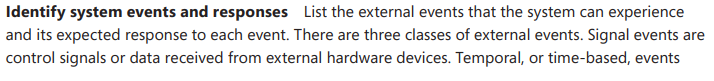 Identify system events and responses List the external events that the system can experience
and its expected response to each event. There are three classes of external events. Signal events are
control signals or data received from external hardware devices. Temporal, or time-based, events